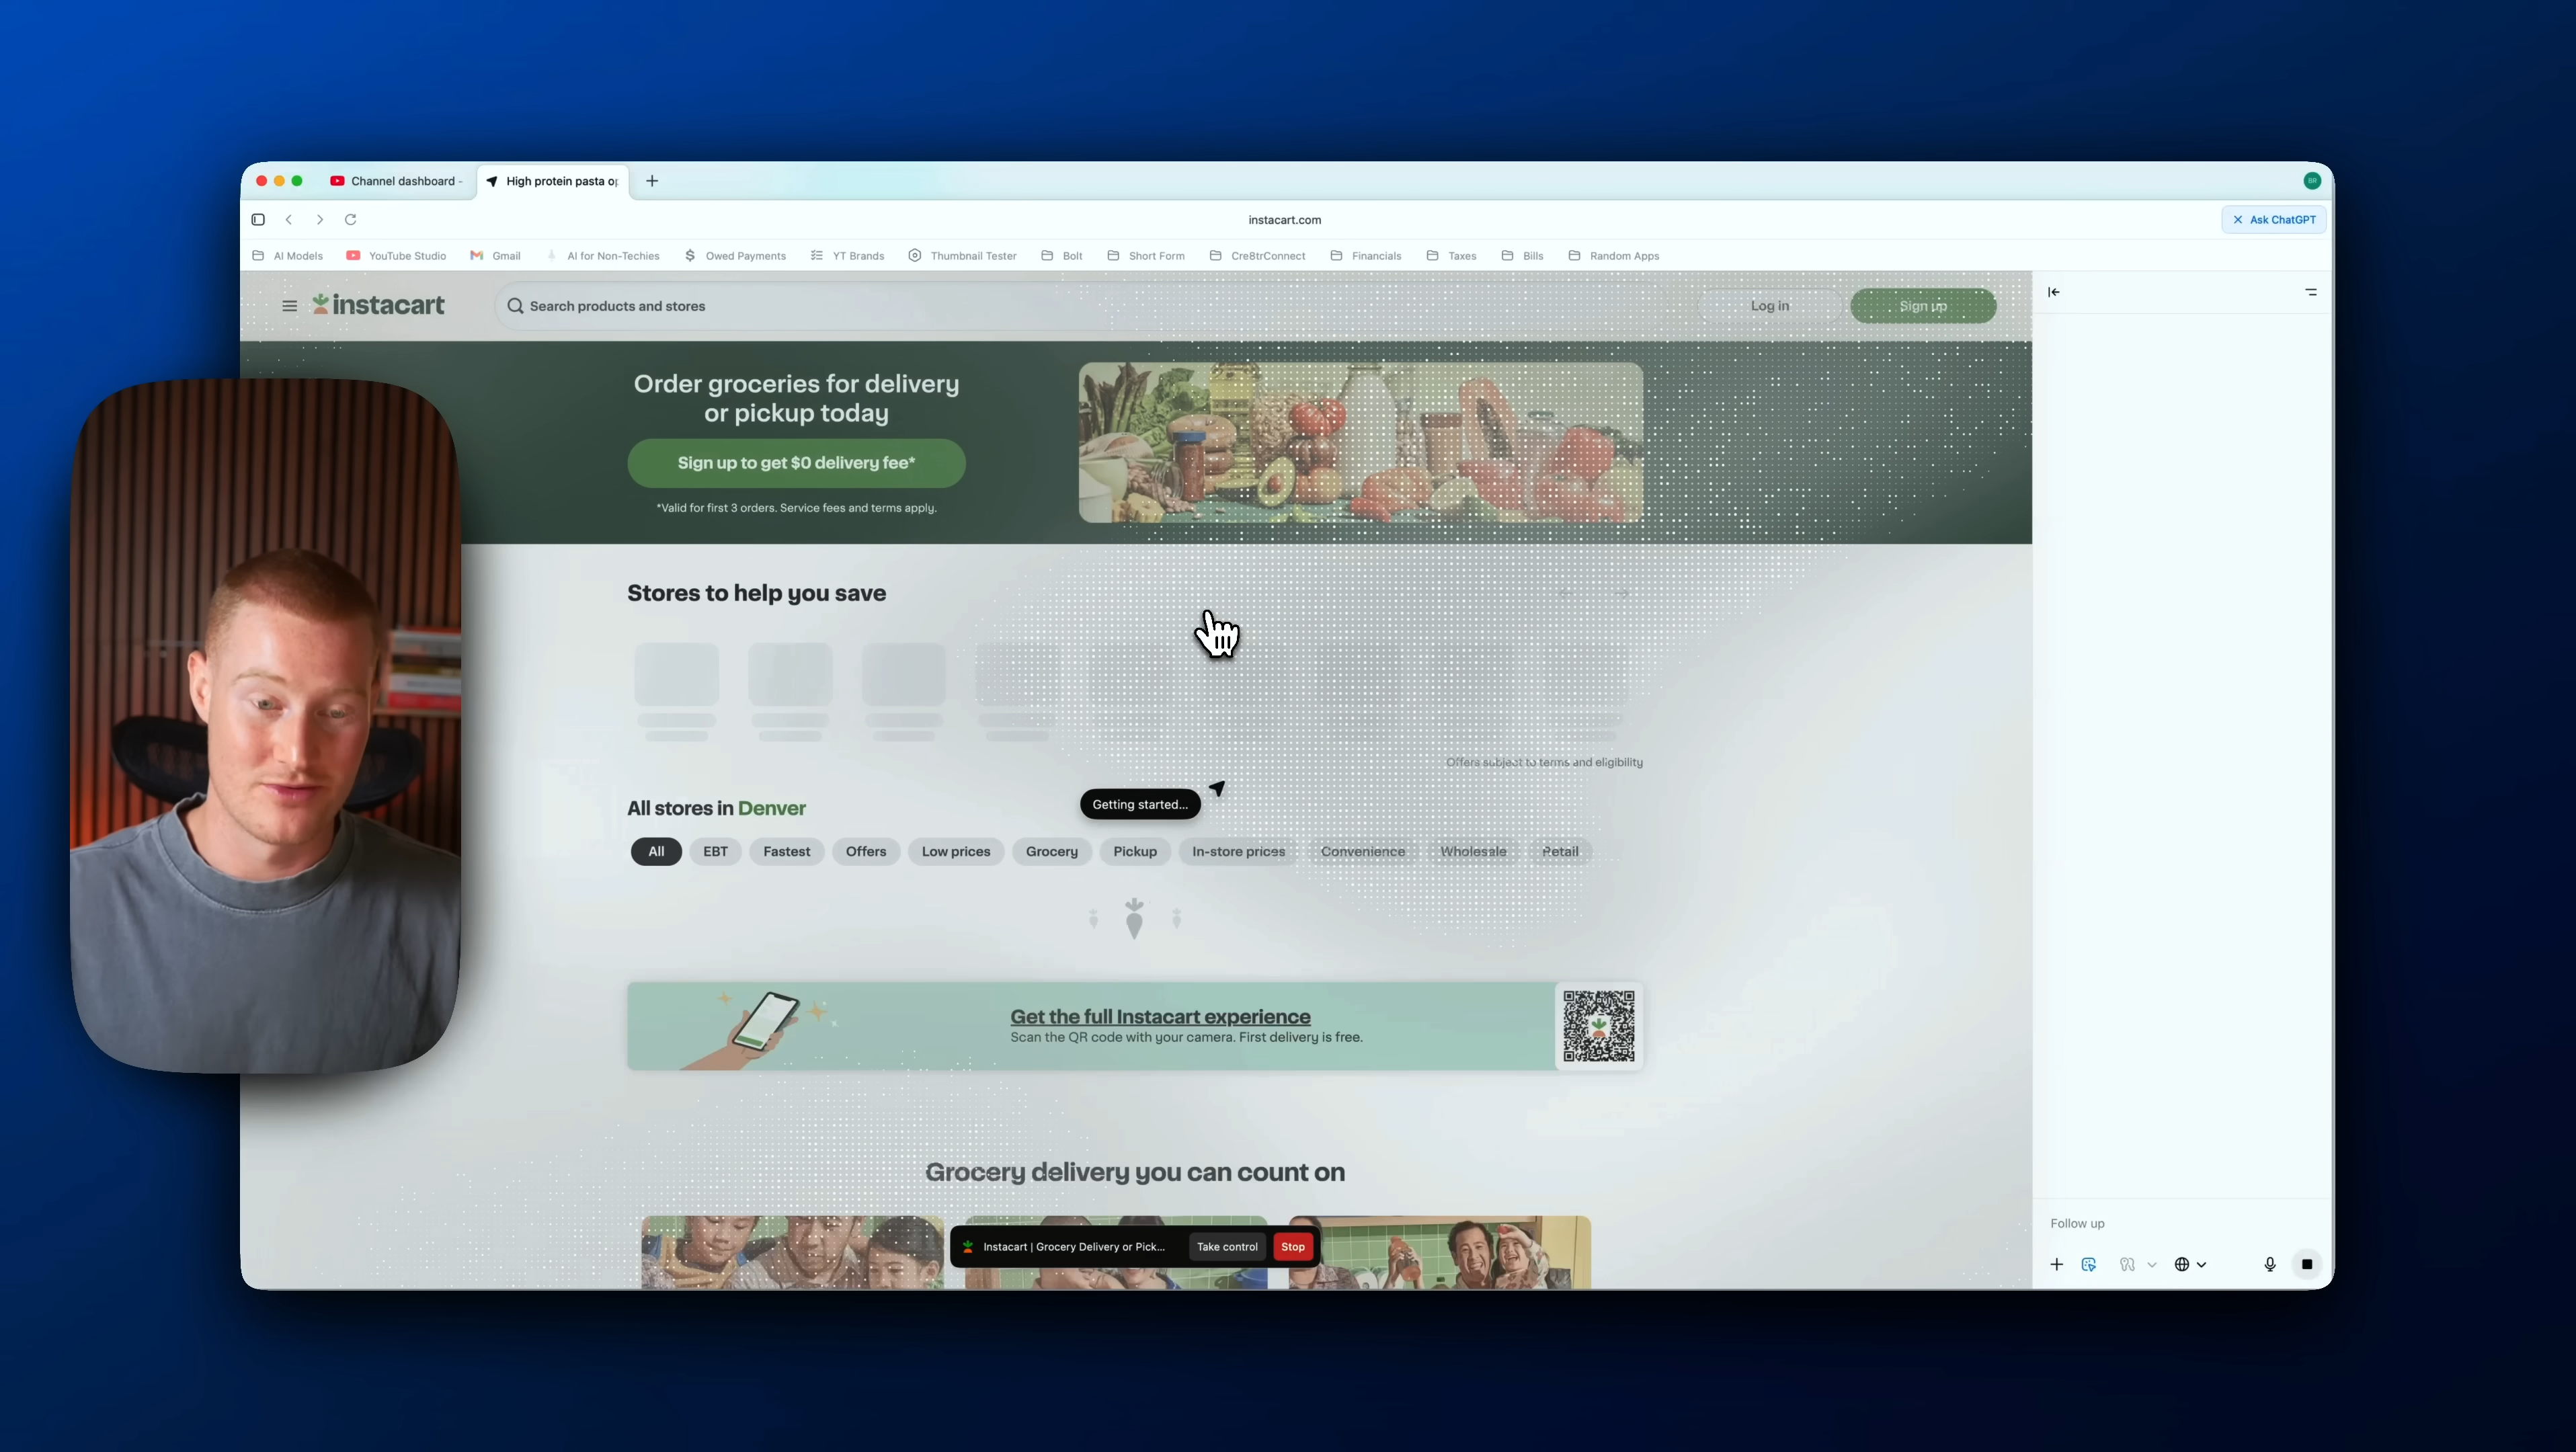 Channel dashboard -
High protein pasta o
BR
instacart.com
Ask ChatGPT
AI Models
YouTube Studio
Gmail
AI for Non-Techies
Owed Payments
YT Brands
Thumbnail Tester
Bolt
Short Form
Cre8trConnect
Financials
Taxes
Bills
Random Apps
instacart
Search products and stores
Log in
Sign up
Order groceries for delivery
or pickup today
Sign up to get $0 delivery fee*
*Valid for first 3 orders. Service fees and terms apply.
Stores to help you save
Offers subject to terms and eligibility
All stores in Denver
Getting started...
All
EBT
Fastest
Offers
Low prices
Grocery
Pickup
In-store prices
Convenience
Wholesale
Retail
Get the full Instacart experience
Scan the QR code with your camera. First delivery is free.
Grocery delivery you can count on
Instacart | Grocery Delivery or Pick...
Take control
Stop
Follow up